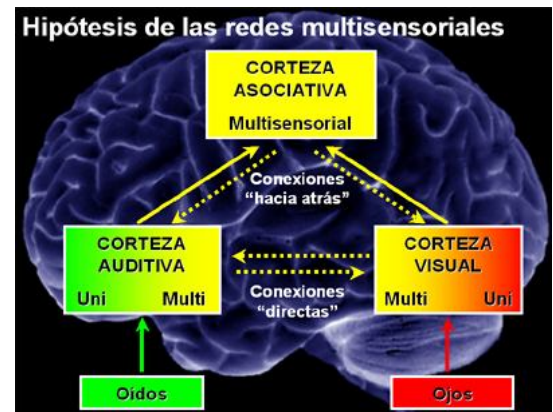 Hipótesis de las redes multisensoriales
CORTEZA
ASOCIATIVA
Multisensorial
Conexiones
"hacia atrás"
CORTEZA
AUDITIVA
Uni Multi
CORTEZA
VISUAL
Multi Uni
Conexiones
"directas"
Oidos
Ojos